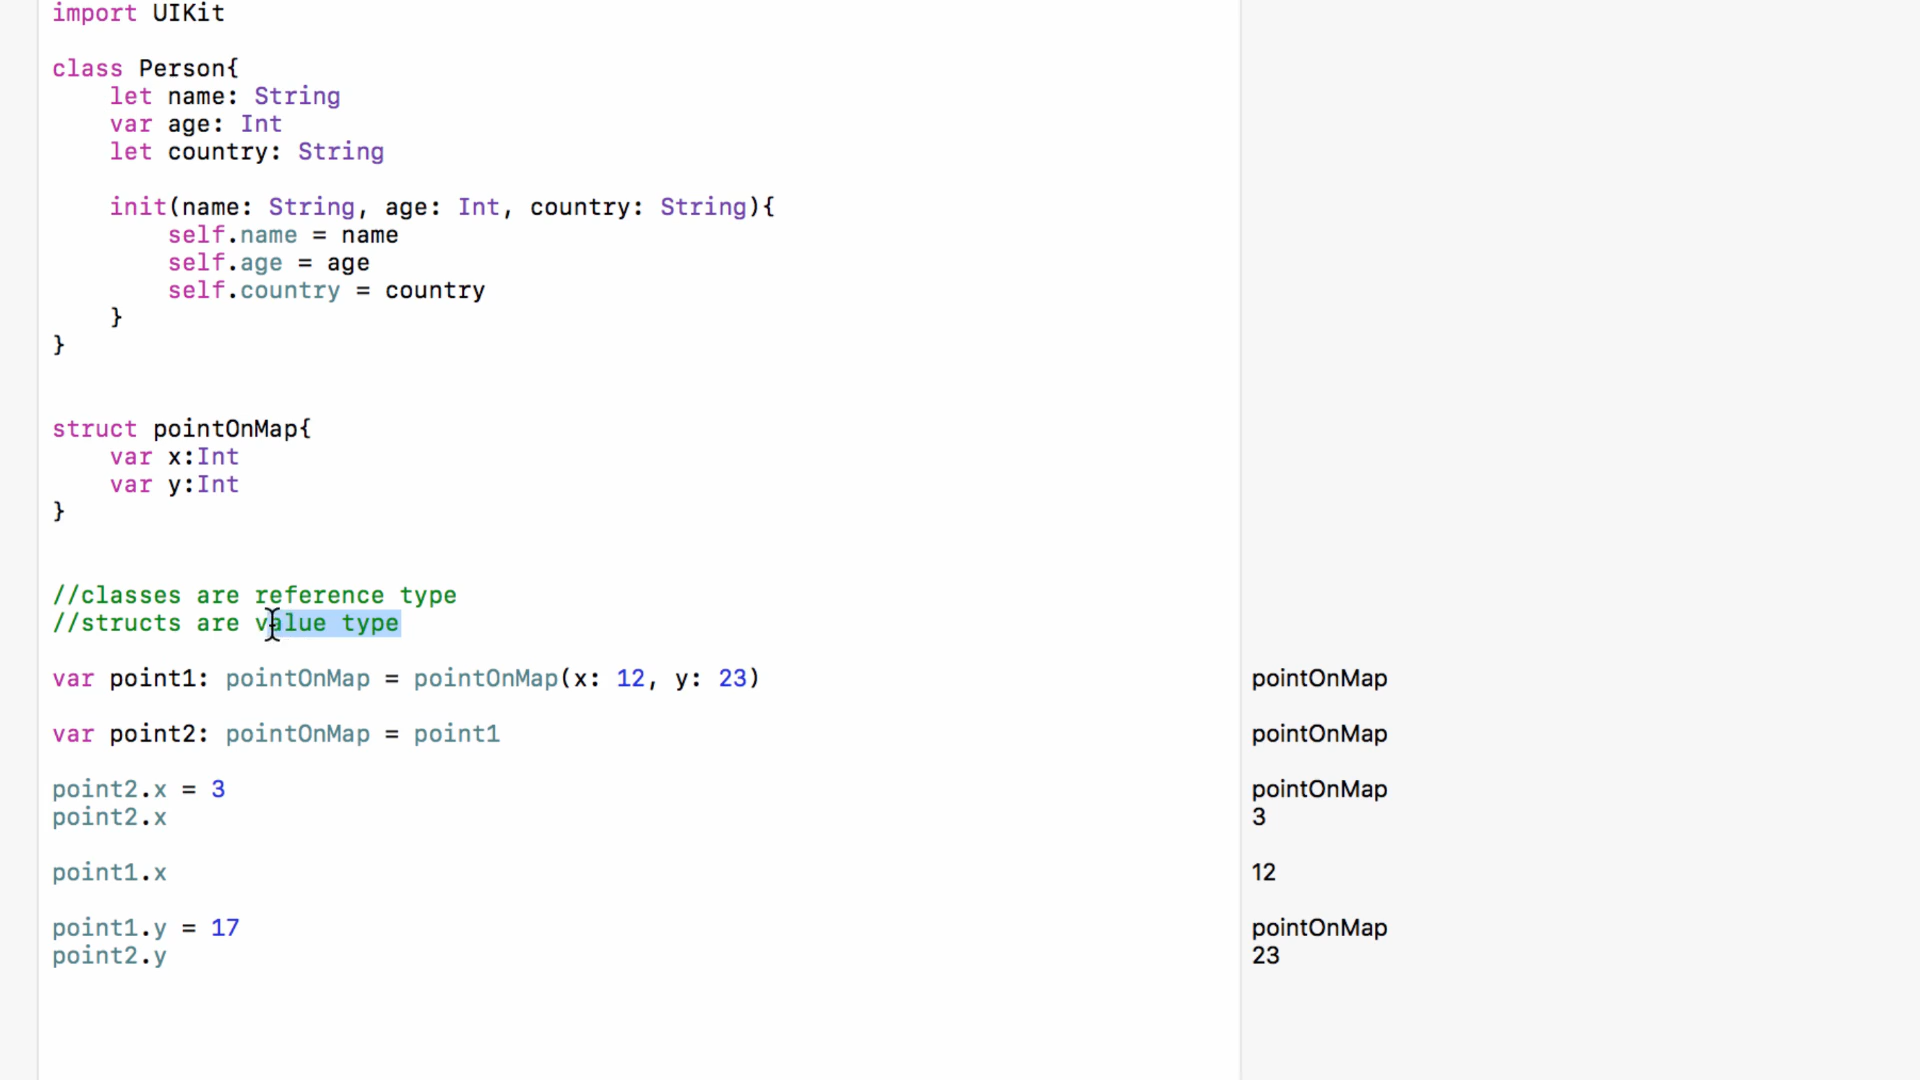 import UIKit
class Person{
let name: String
var age: Int
let country: String
init(name: String, age: Int, country: String){
self.name = name
self.age = age
self.country = country
}
}
struct pointOnMap{
var x:Int
var y:Int
}
//classes are reference type
//structs are value type
var point1: pointOnMap = pointOnMap(x: 12, y: 23) pointOnMap
var point2: pointOnMap = point1 pointOnMap
point2.x = 3 pointOnMap
point2.x 3
point1.x 12
point1.y = 17 pointOnMap
point2.y 23